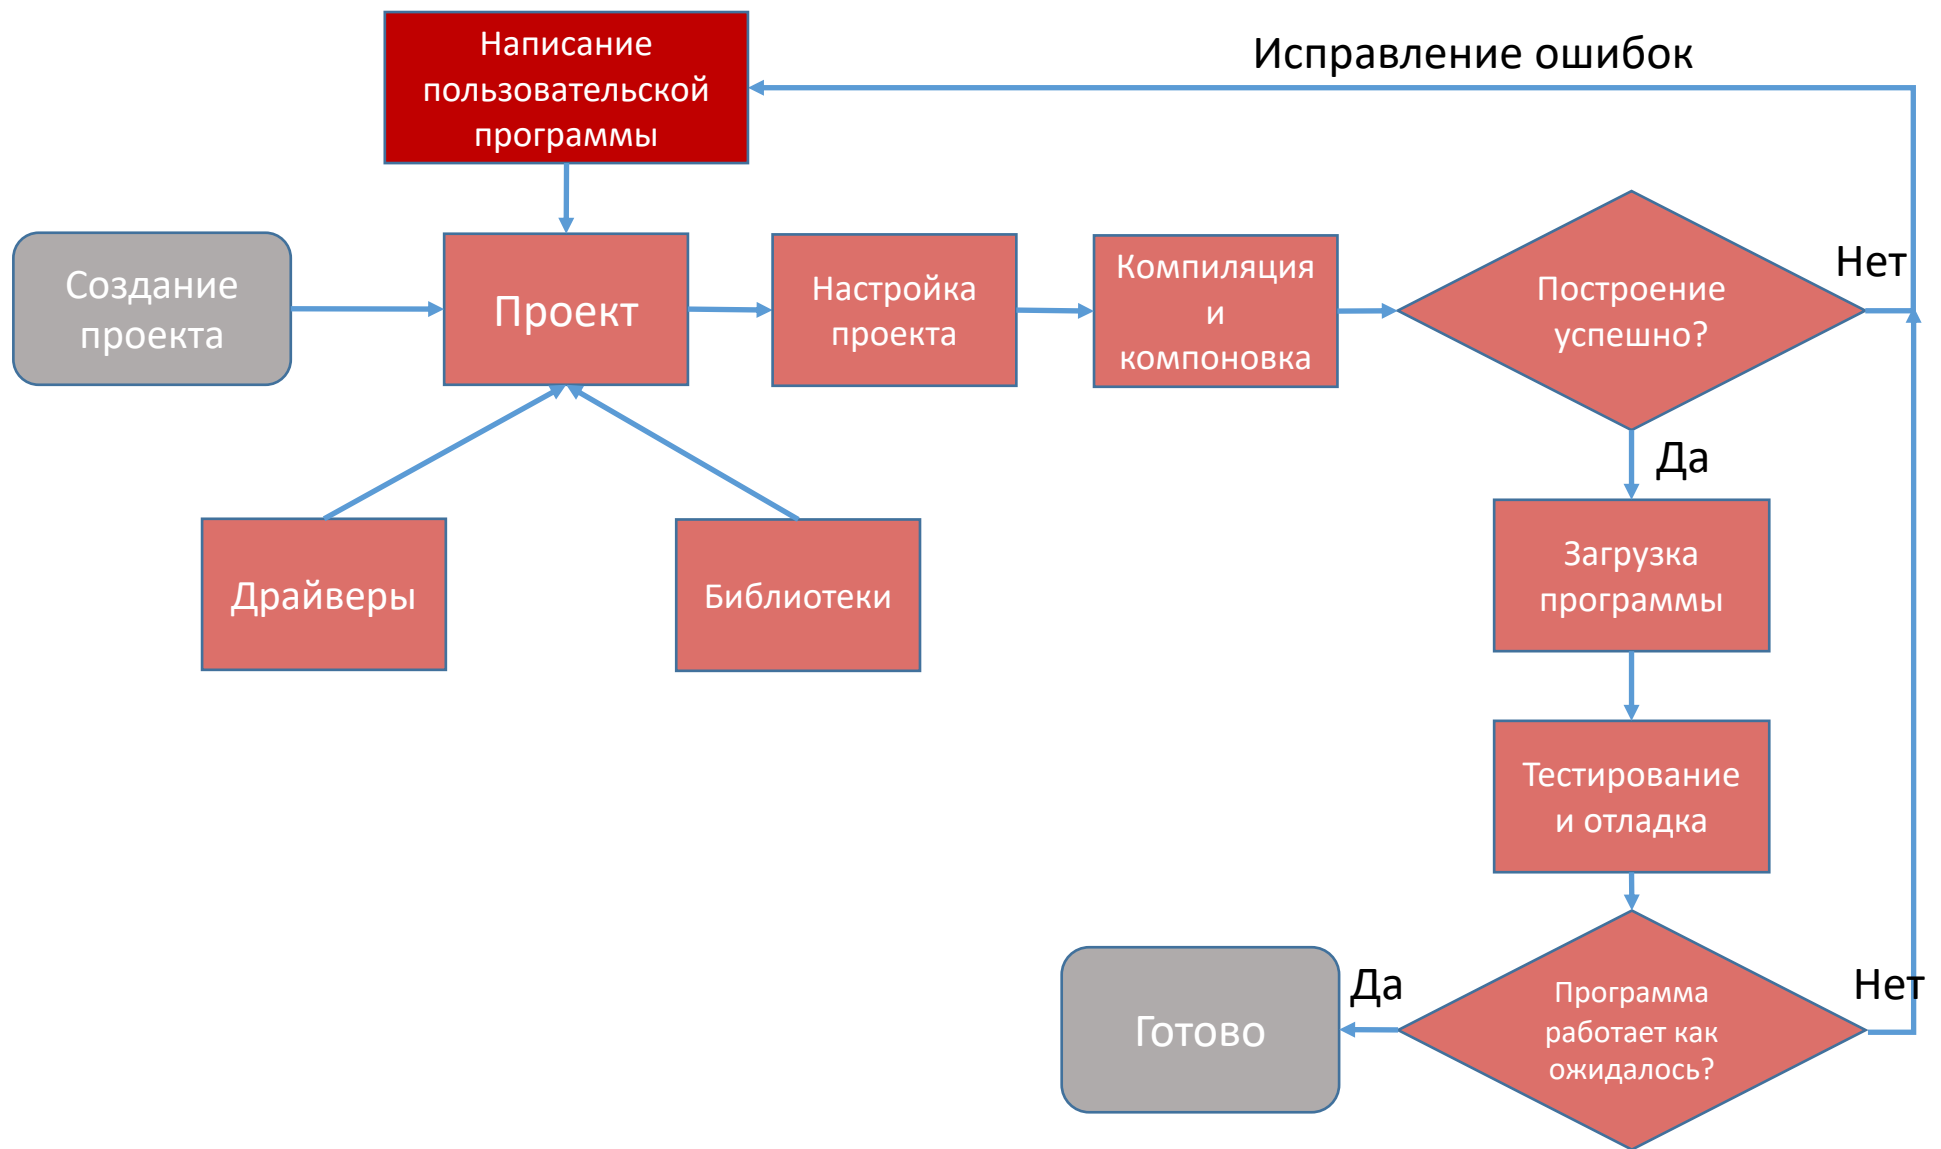 Написание
пользовательской
программы
Исправление ошибок
Создание
проекта
Проект
Настройка
проекта
Компиляция
и
компоновка
Построение
успешно?
Нет
Да
Драйверы
Библиотеки
Загрузка
программы
Тестирование
и отладка
Готово
Да
Программа
работает как
ожидалось?
Нет